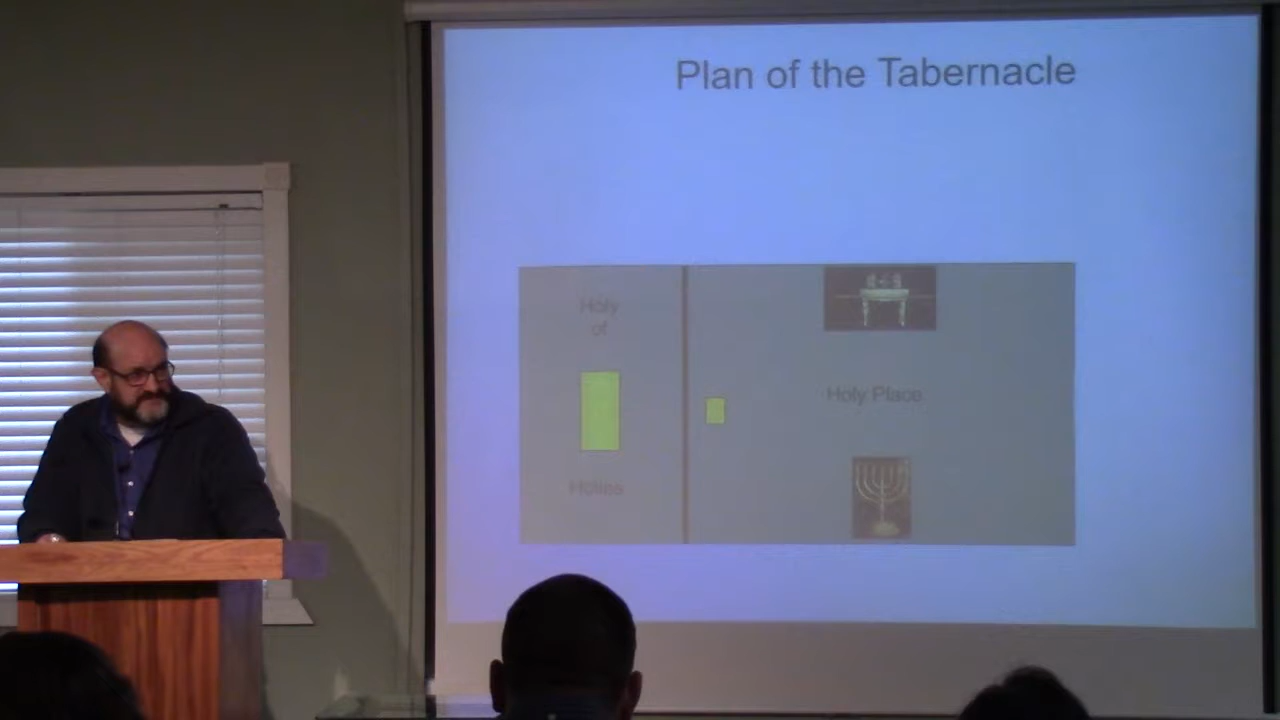 Plan of the Tabernacle
Holy
of
Holies
Holy Place